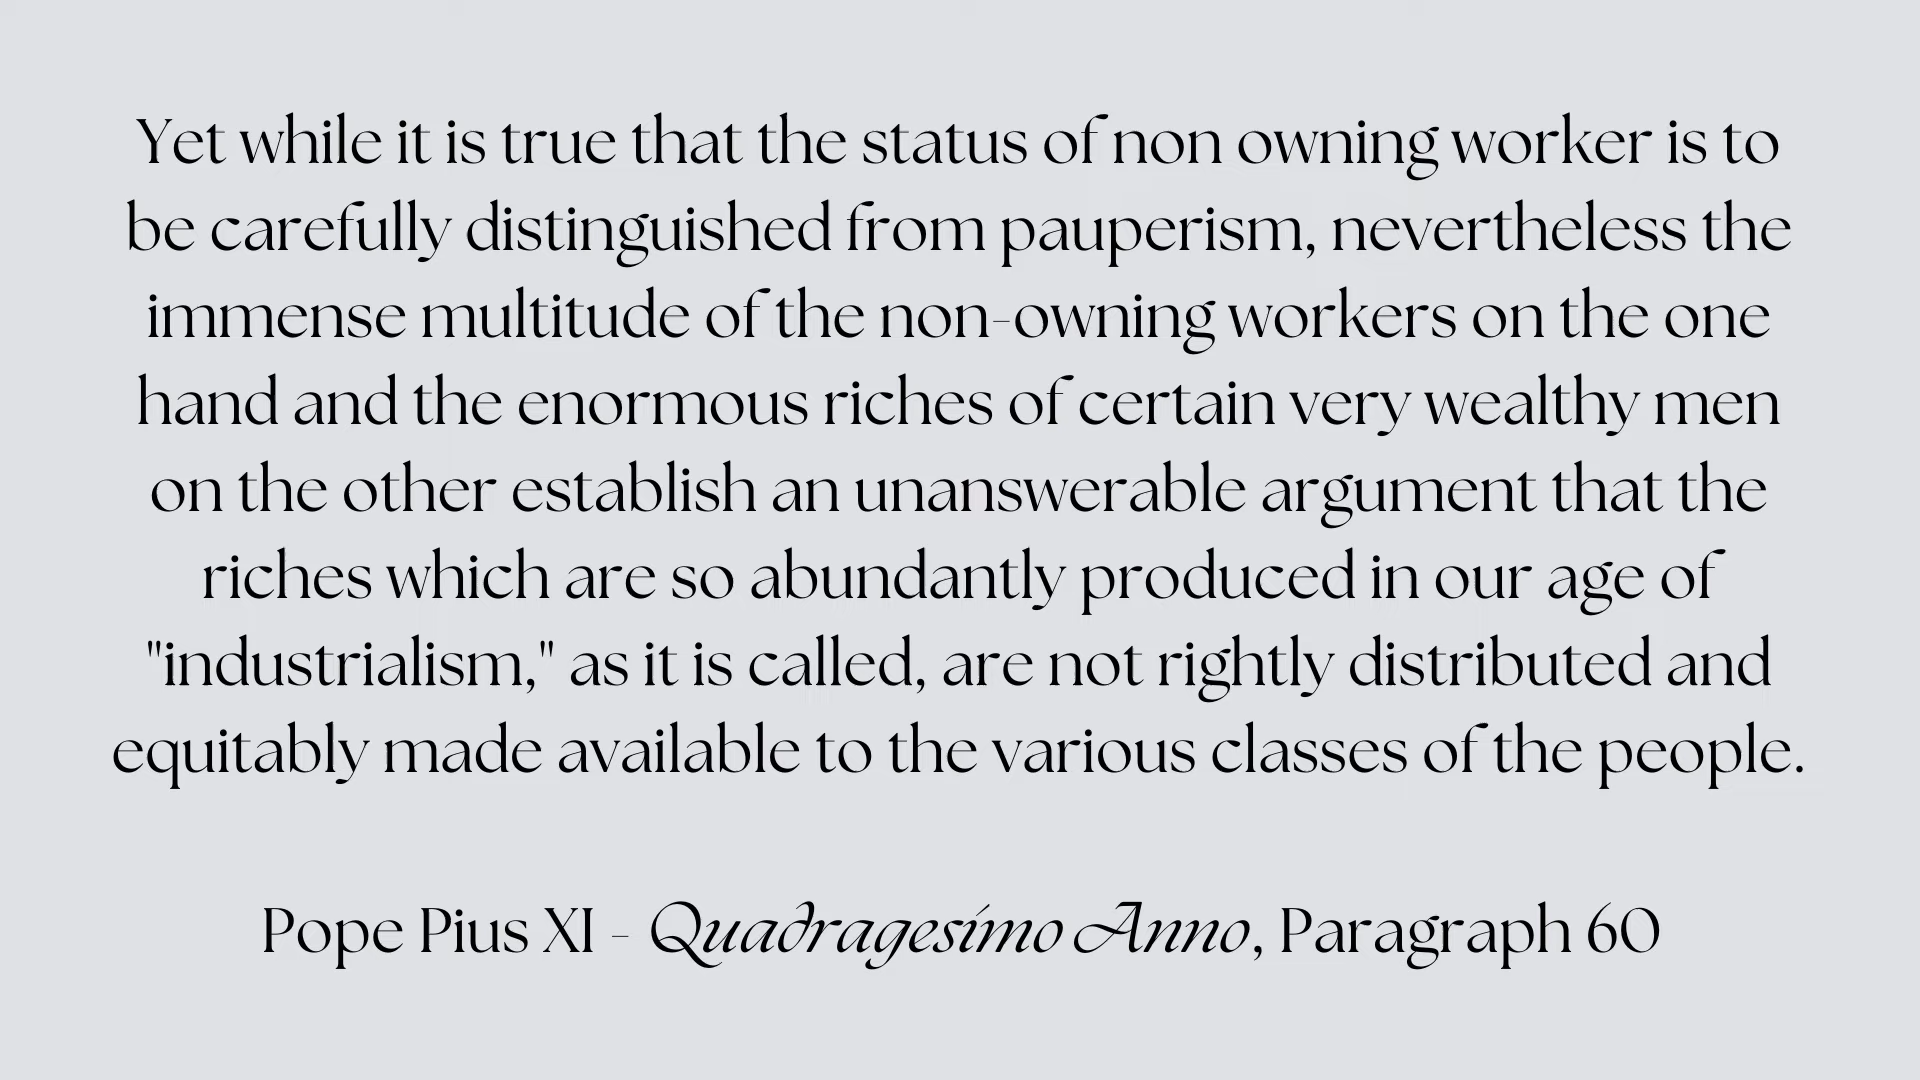 Yet while it is true that the status of non owning worker is to
be carefully distinguished from pauperism, nevertheless the
immense multitude of the non-owning workers on the one
hand and the enormous riches of certain very wealthy men
on the other establish an unanswerable argument that the
riches which are so abundantly produced in our age of
"industrialism," as it is called, are not rightly distributed and
equitably made available to the various classes of the people.
Pope Pius XI - Quadragesimo Anno, Paragraph 60